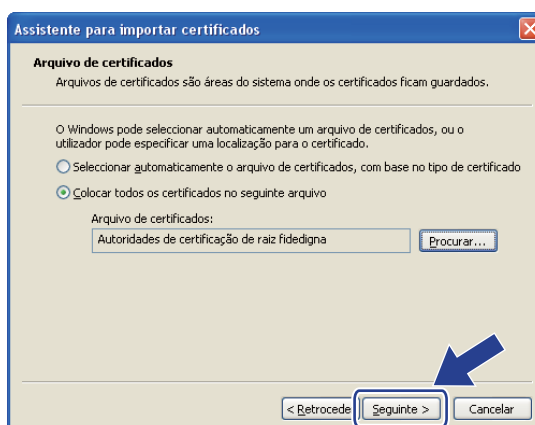 Assistente para importar certificados
Arquivo de certificados
Arquivos de certificados são áreas do sistema onde os certificados ficam guardados.
O Windows pode seleccionar automaticamente um arquivo de certificados, ou o
utilizador pode especificar uma localização para o certificado.
Seleccionar automaticamente o arquivo de certificados, com base no tipo de certificado
Colocar todos os certificados no seguinte arquivo
Arquivo de certificados:
Autoridades de certificação de raiz fidedigna
Procurar...
< Retrocede
Seguinte >
Cancelar